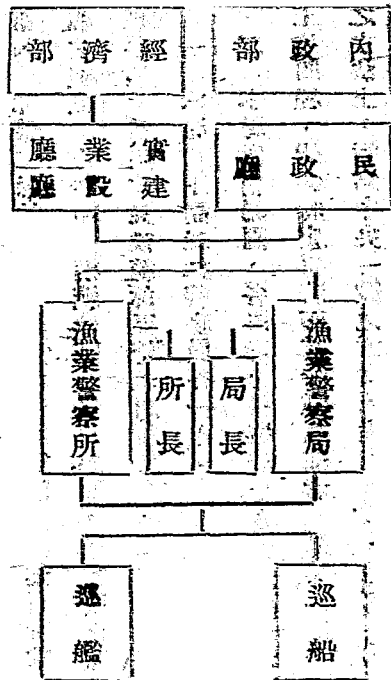 內政部
經濟部
民政廳
實業廳
建設廳
漁業警察局
局長
所長
漁業警察所
巡船
巡艦